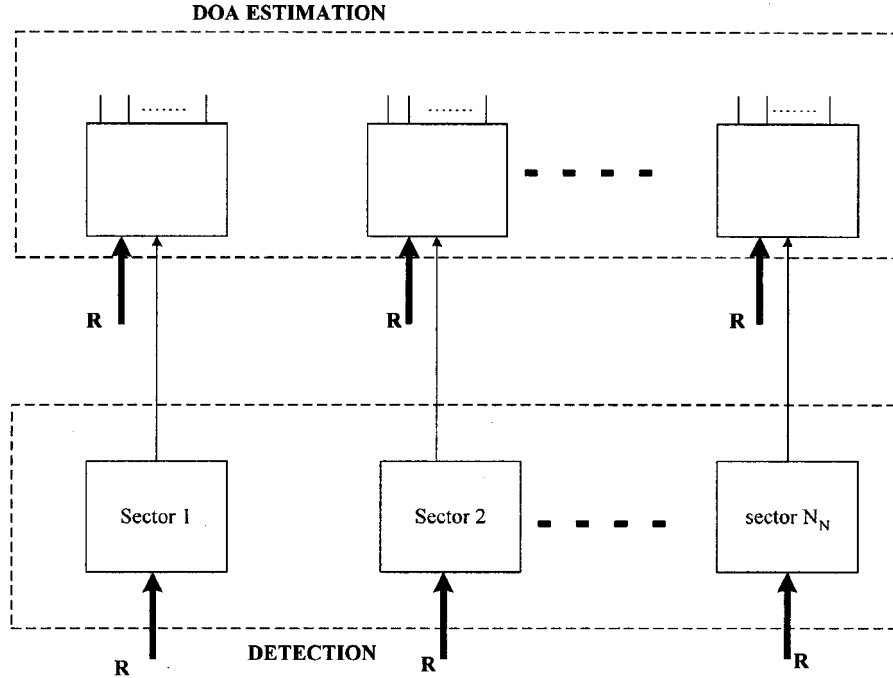 DOA ESTIMATION
R
R
R
Sector 1
Sector 2
sector N_N
R
DETECTION
R
R